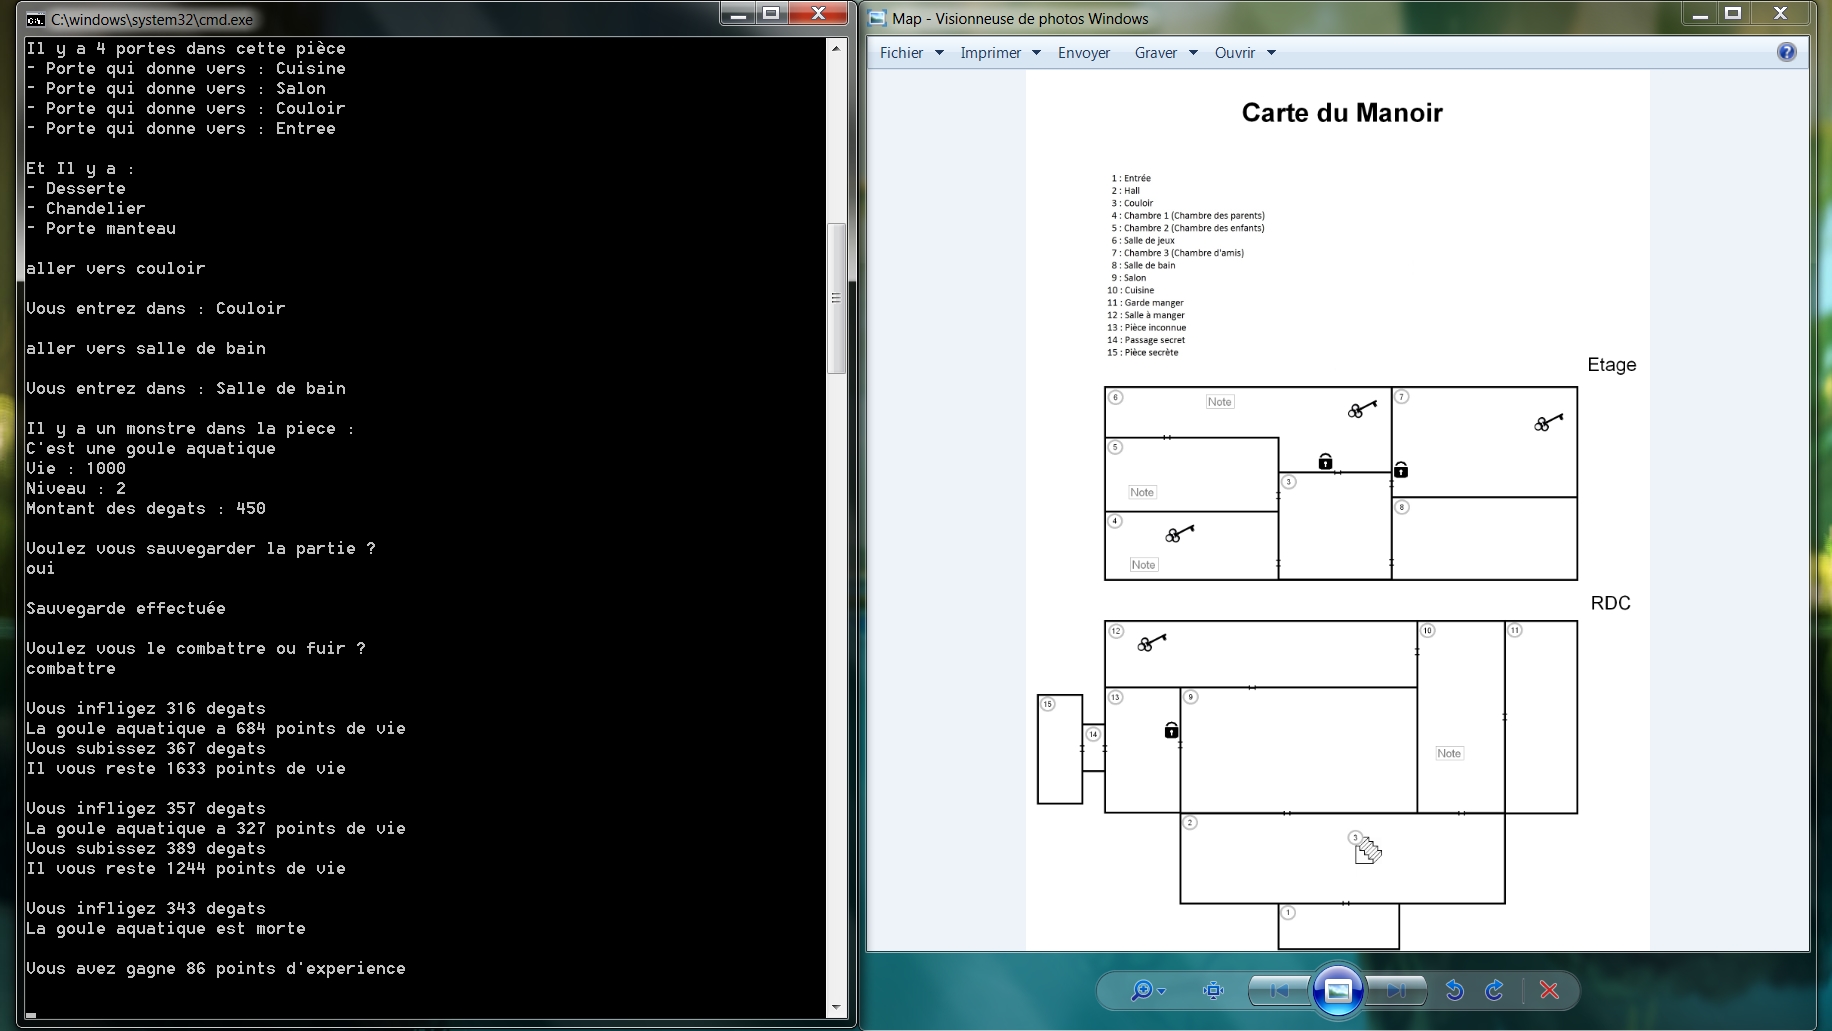 C:\windows\system32\cmd.exe
Il y a 4 portes dans cette pièce
- Porte qui donne vers : Cuisine
- Porte qui donne vers : Salon
- Porte qui donne vers : Couloir
- Porte qui donne vers : Entree
Et Il y a :
- Desserte
- Chandelier
- Porte manteau
aller vers couloir
Vous entrez dans : Couloir
aller vers salle de bain
Vous entrez dans : Salle de bain
Il y a un monstre dans la piece :
C'est une goule aquatique
Vie : 1000
Niveau : 2
Montant des degats : 450
Voulez vous sauvegarder la partie ?
oui
Sauvegarde effectuée
Voulez vous le combattre ou fuir ?
combattre
Vous infligez 316 degats
La goule aquatique a 684 points de vie
Vous subissez 367 degats
Il vous reste 1633 points de vie
Vous infligez 357 degats
La goule aquatique a 327 points de vie
Vous subissez 389 degats
Il vous reste 1244 points de vie
Vous infligez 343 degats
La goule aquatique est morte
Vous avez gagne 86 points d'experience
Map - Visionneuse de photos Windows
Fichier Imprimer Envoyer Graver Ouvrir
Carte du Manoir
1 : Entrée
2 : Hall
3 : Couloir
4 : Chambre 1 (Chambre des parents)
5 : Chambre 2 (Chambre des enfants)
6 : Salle de jeux
7 : Chambre 3 (Chambre d'amis)
8 : Salle de bain
9 : Salon
10 : Cuisine
11 : Garde manger
12 : Salle à manger
13 : Pièce inconnue
14 : Passage secret
15 : Pièce secrète
Etage
6 Note 7
5 Note
3
8
4 Note
RDC
12 10 11
15 13 9
14
Note
2
3
1